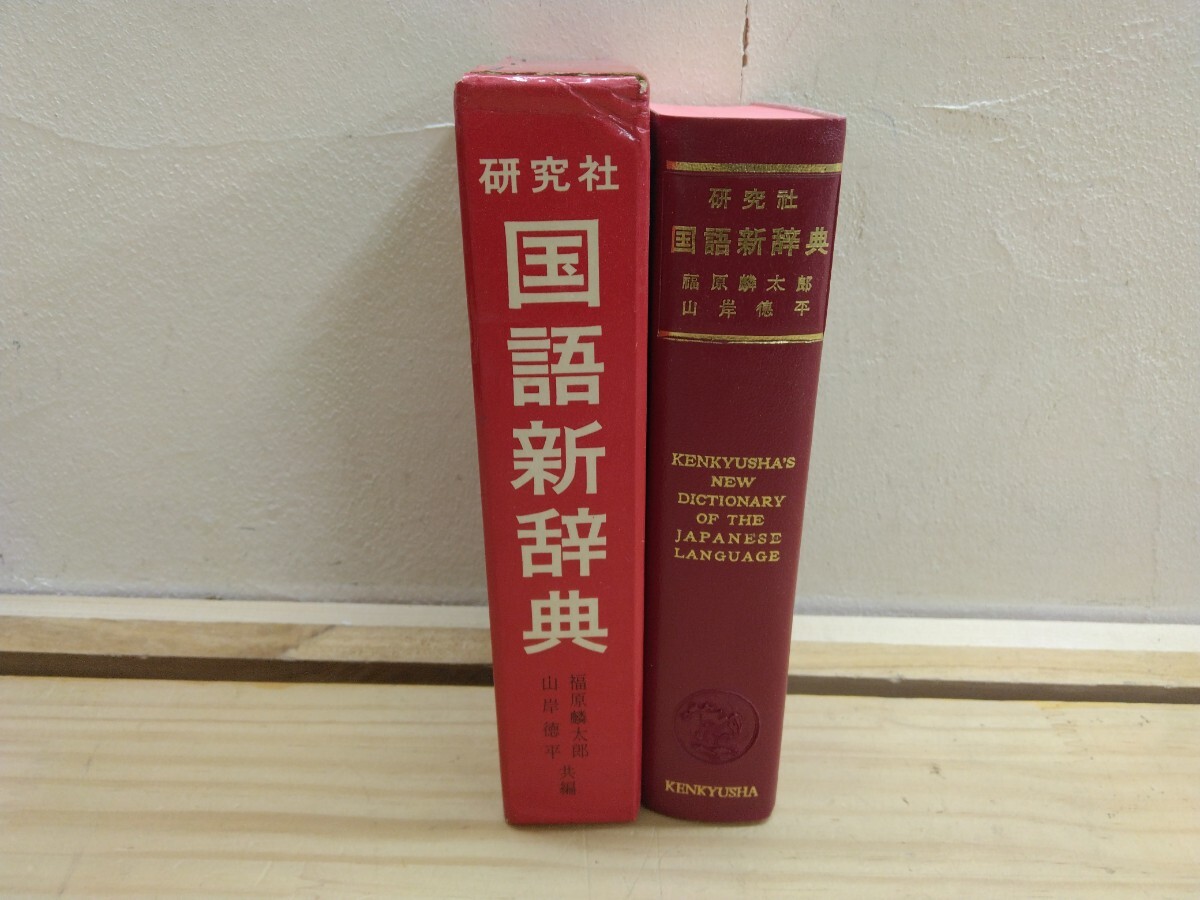 研究社
国語新辞典
福原麟太郎
山岸徳平
共編
研究社
国語新辞典
福原麟太郎
山岸徳平
KENKYUSHA'S
NEW
DICTIONARY
OF THE
JAPANESE
LANGUAGE
KENKYUSHA